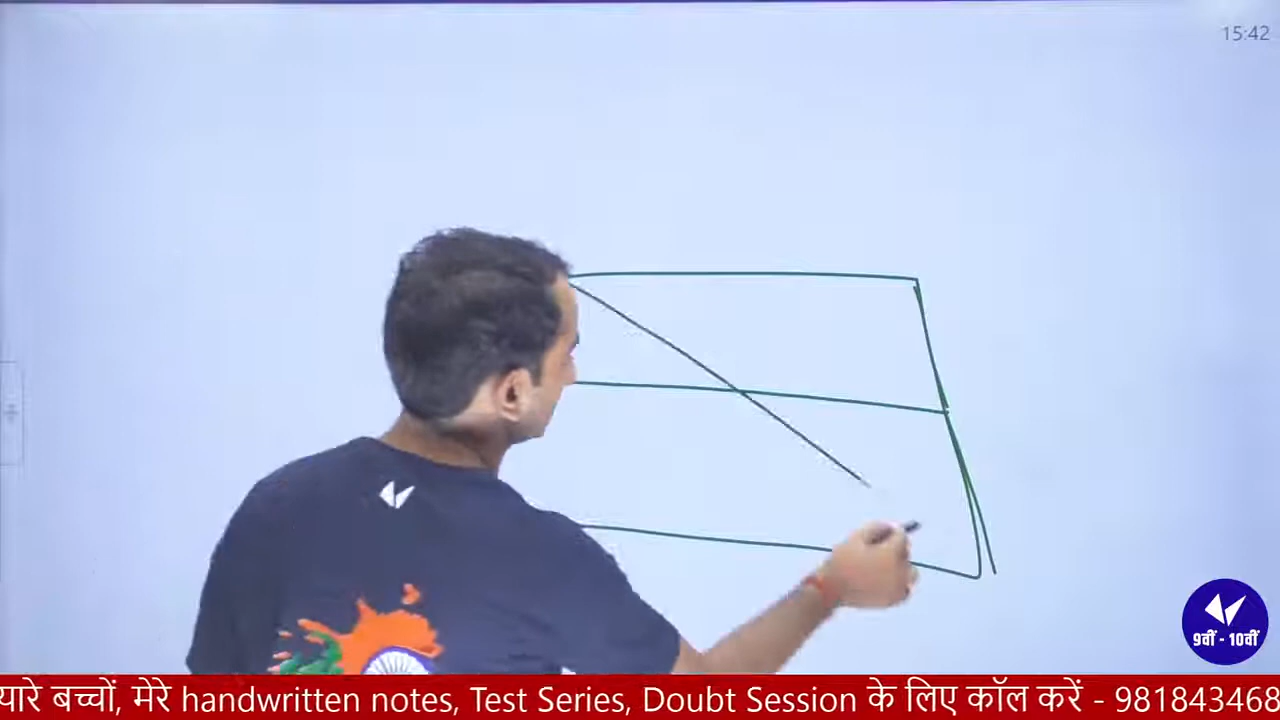 15:42
9वीं - 10वीं
यारे बच्चों, मेरे handwritten notes, Test Series, Doubt Session के लिए कॉल करें - 981843468